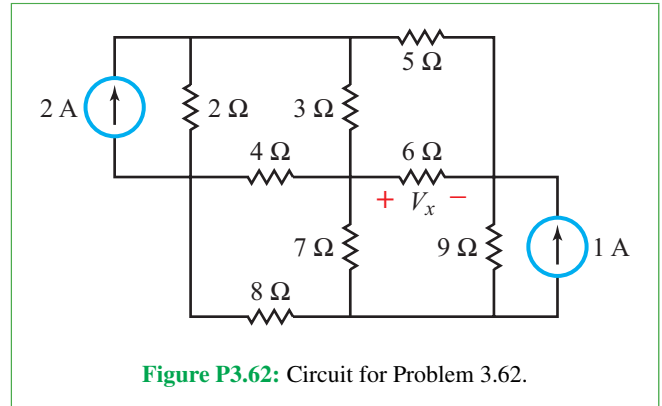 5 Ω
2 A 2 Ω 3 Ω
4 Ω 6 Ω
+ Vx −
7 Ω 9 Ω 1 A
8 Ω
Figure P3.62: Circuit for Problem 3.62.